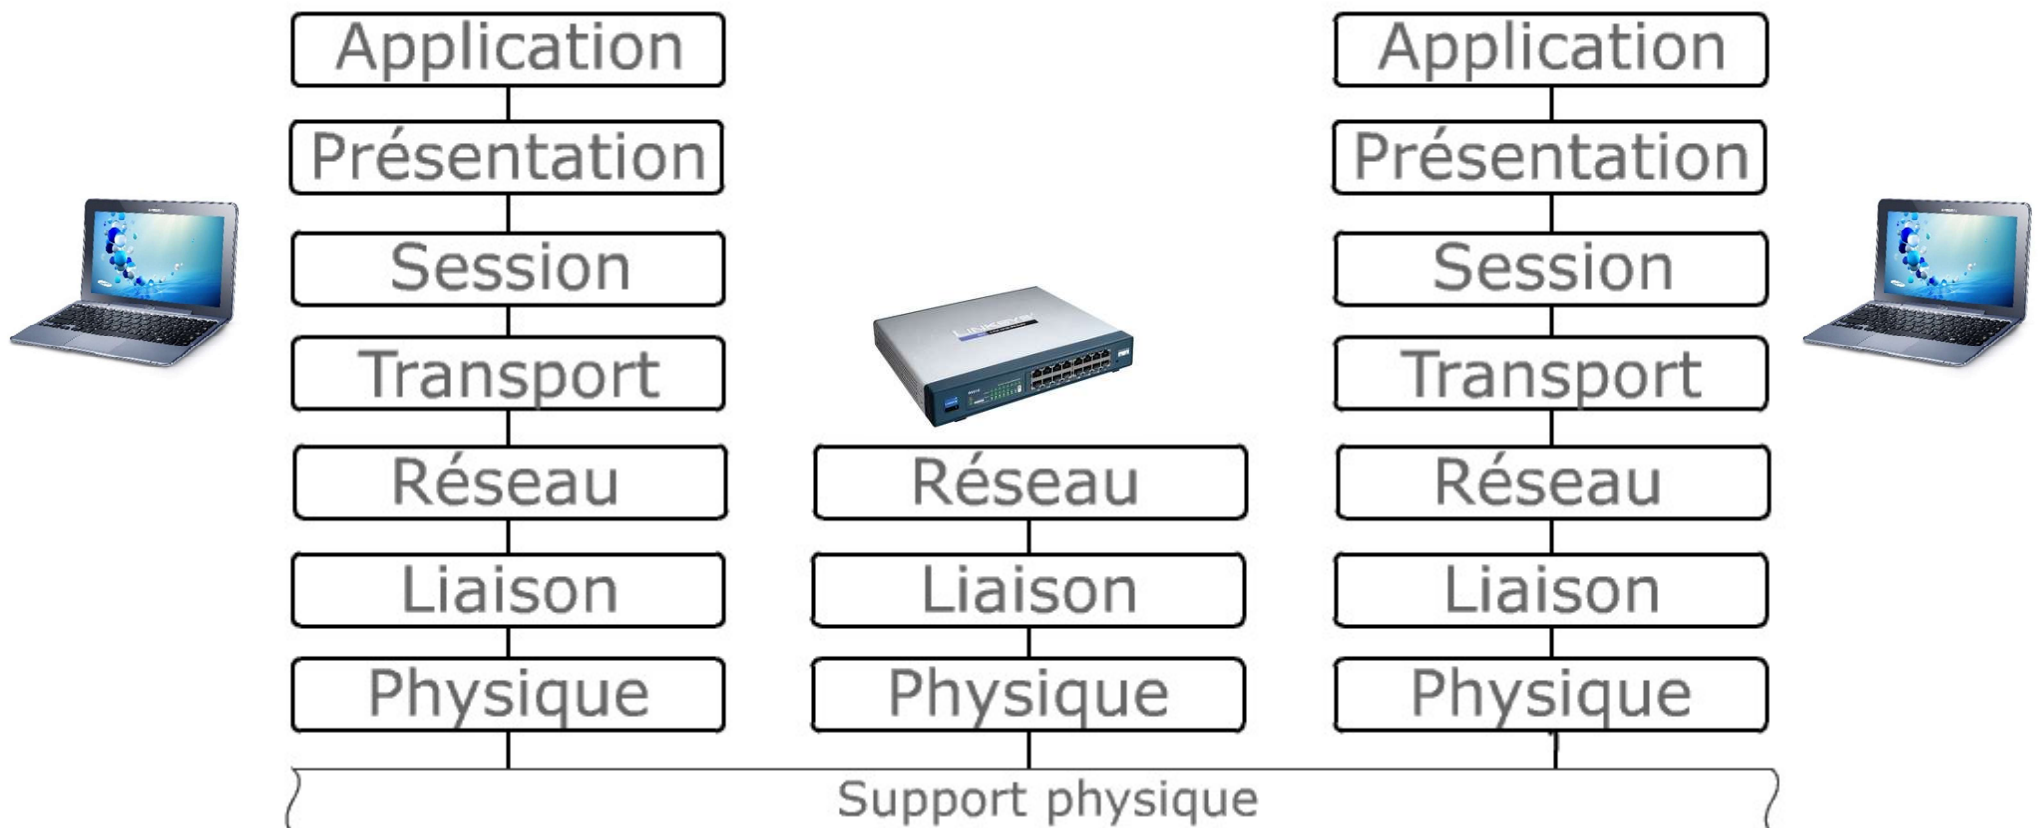 Application
Présentation
Session
Transport
Réseau
Liaison
Physique
LINKSYS
Réseau
Liaison
Physique
Application
Présentation
Session
Transport
Réseau
Liaison
Physique
Support physique